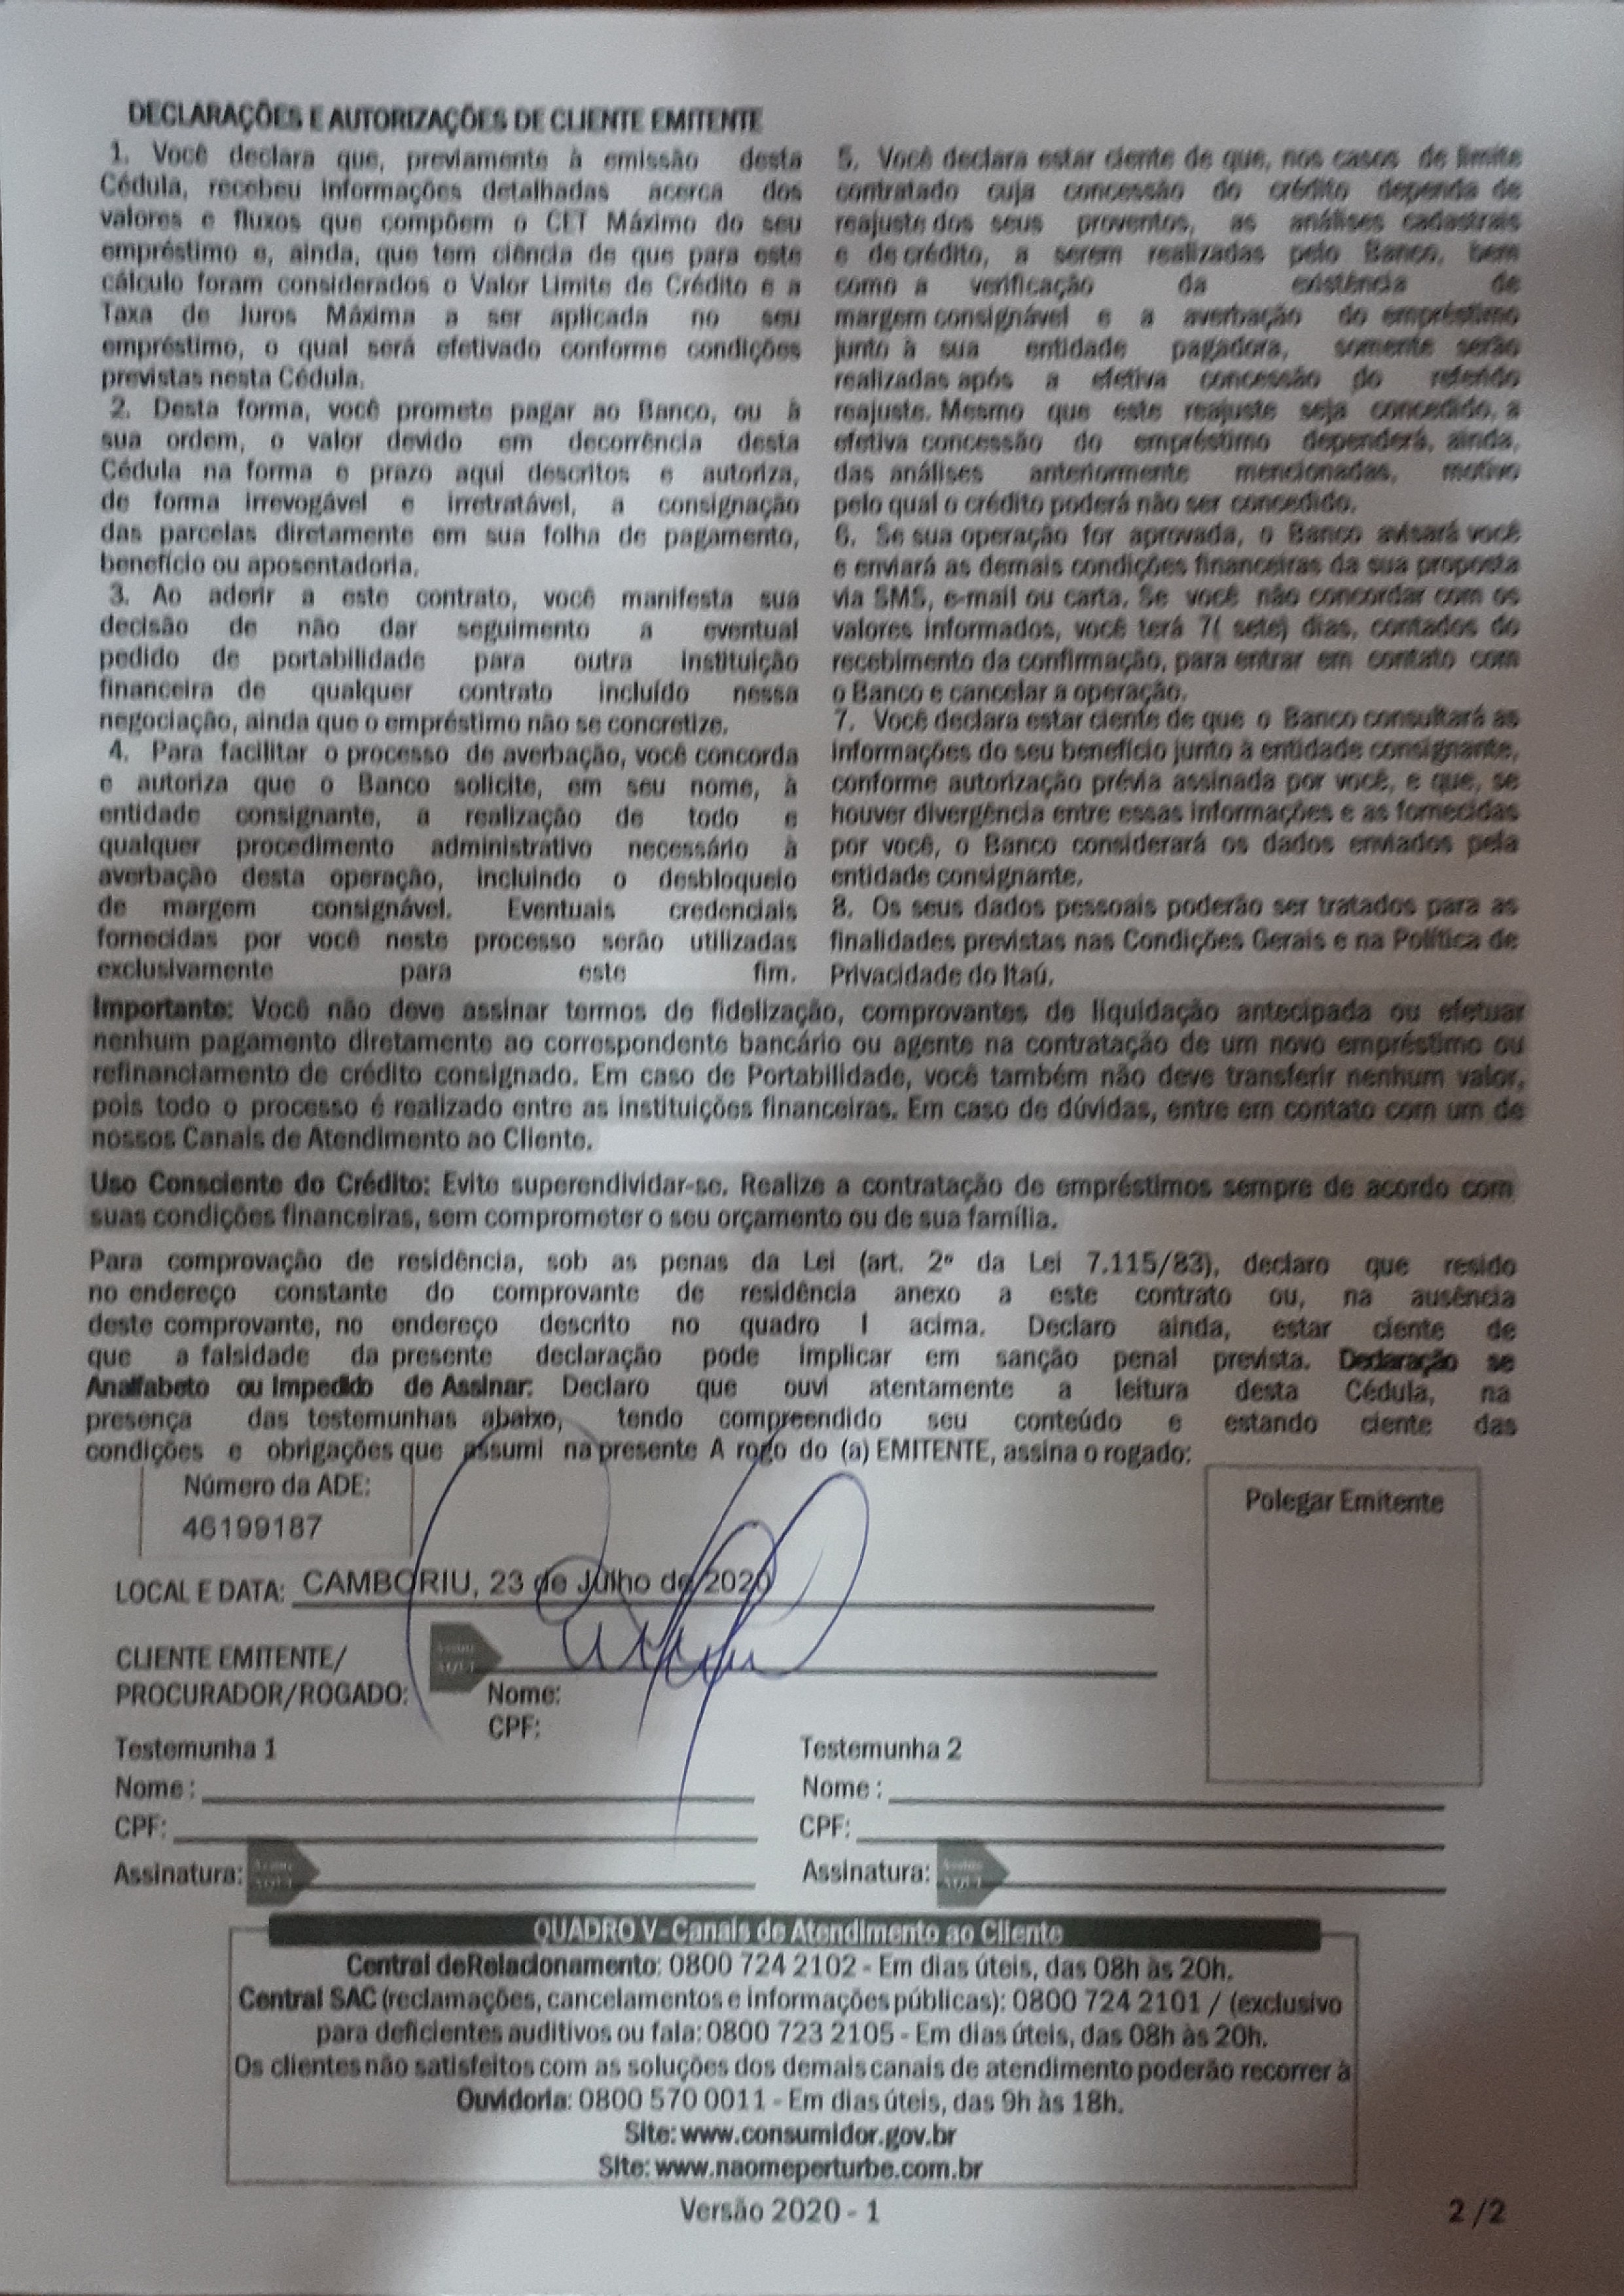 DECLARAÇÕES E AUTORIZAÇÕES DE CLIENTE EMITENTE
1. Você declara que, previamente à emissão desta
Cédula, recebeu informações detalhadas acerca dos
valores e fluxos que compõem o CET Máximo do seu
empréstimo e, ainda, que tem ciência de que para este
cálculo foram considerados o Valor Limite de Crédito e a
Taxa de Juros Máxima a ser aplicada no seu
empréstimo, o qual será efetivado conforme condições
previstas nesta Cédula.
2. Desta forma, você promete pagar ao Banco, ou à
sua ordem, o valor devido em decorrência desta
Cédula na forma e prazo aqui descritos e autoriza,
de forma irrevogável e irretratável, a consignação
das parcelas diretamente em sua folha de pagamento,
benefício ou aposentadoria.
3. Ao aderir a este contrato, você manifesta sua
decisão de não dar seguimento a eventual
pedido de portabilidade para outra instituição
financeira de qualquer contrato incluído nessa
negociação, ainda que o empréstimo não se concretize.
4. Para facilitar o processo de averbação, você concorda
e autoriza que o Banco solicite, em seu nome, à
entidade consignante, a realização de todo e
qualquer procedimento administrativo necessário à
averbação desta operação, incluindo o desbloqueio
de margem consignável. Eventuais credenciais
fornecidas por você neste processo serão utilizadas
exclusivamente para este fim.
5. Você declara estar ciente de que, nos casos de limite
contratado cuja concessão do crédito dependa de
reajuste dos seus proventos, as análises cadastrais
e de crédito, a serem realizadas pelo Banco, bem
como a verificação da existência de
margem consignável e a averbação do empréstimo
junto à sua entidade pagadora, somente serão
realizadas após a efetiva concessão do referido
reajuste. Mesmo que este reajuste seja concedido, a
efetiva concessão do empréstimo dependerá, ainda,
das análises anteriormente mencionadas, motivo
pelo qual o crédito poderá não ser concedido.
6. Se sua operação for aprovada, o Banco avisará você
e enviará as demais condições financeiras da sua proposta
via SMS, e-mail ou carta. Se você não concordar com os
valores informados, você terá 7( sete) dias, contados do
recebimento da confirmação, para entrar em contato com
o Banco e cancelar a operação.
7. Você declara estar ciente de que o Banco consultará as
informações do seu benefício junto à entidade consignante,
conforme autorização prévia assinada por você, e que, se
houver divergência entre essas informações e as fornecidas
por você, o Banco considerará os dados enviados pela
entidade consignante.
8. Os seus dados pessoais poderão ser tratados para as
finalidades previstas nas Condições Gerais e na Política de
Privacidade do Itaú.
Importante: Você não deve assinar termos de fidelização, comprovantes de liquidação antecipada ou efetuar
nenhum pagamento diretamente ao correspondente bancário ou agente na contratação de um novo empréstimo ou
refinanciamento de crédito consignado. Em caso de Portabilidade, você também não deve transferir nenhum valor,
pois todo o processo é realizado entre as instituições financeiras. Em caso de dúvidas, entre em contato com um de
nossos Canais de Atendimento ao Cliente.
Uso Consciente do Crédito: Evite superendividar-se. Realize a contratação de empréstimos sempre de acordo com
suas condições financeiras, sem comprometer o seu orçamento ou de sua família.
Para comprovação de residência, sob as penas da Lei (art. 2º da Lei 7.115/83), declaro que resido
no endereço constante do comprovante de residência anexo a este contrato ou, na ausência
deste comprovante, no endereço descrito no quadro I acima. Declaro ainda, estar ciente de
que a falsidade da presente declaração pode implicar em sanção penal prevista. Declaração se
Analfabeto ou Impedido de Assinar: Declaro que ouvi atentamente a leitura desta Cédula, na
presença das testemunhas abaixo, tendo compreendido seu conteúdo e estando ciente das
condições e obrigações que assumi na presente A rogo do (a) EMITENTE, assina o rogado:
Número da ADE:
46199187
Polegar Emitente
LOCAL E DATA: CAMBORIU, 23 de Julho de 2020
CLIENTE EMITENTE/
PROCURADOR/ROGADO:
Nome:
CPF:
Testemunha 1
Nome :
CPF:
Assinatura:
Testemunha 2
Nome :
CPF:
Assinatura:
QUADRO V-Canais de Atendimento ao Cliente
Central deRelacionamento: 0800 724 2102 - Em dias úteis, das 08h às 20h.
Central SAC (reclamações, cancelamentos e informações públicas): 0800 724 2101 / (exclusivo
para deficientes auditivos ou fala: 0800 723 2105 - Em dias úteis, das 08h às 20h.
Os clientes não satisfeitos com as soluções dos demais canais de atendimento poderão recorrer à
Ouvidoria: 0800 570 0011 - Em dias úteis, das 9h às 18h.
Site: www.consumidor.gov.br
Site: www.naomeperturbe.com.br
Versão 2020 - 1
2 /2